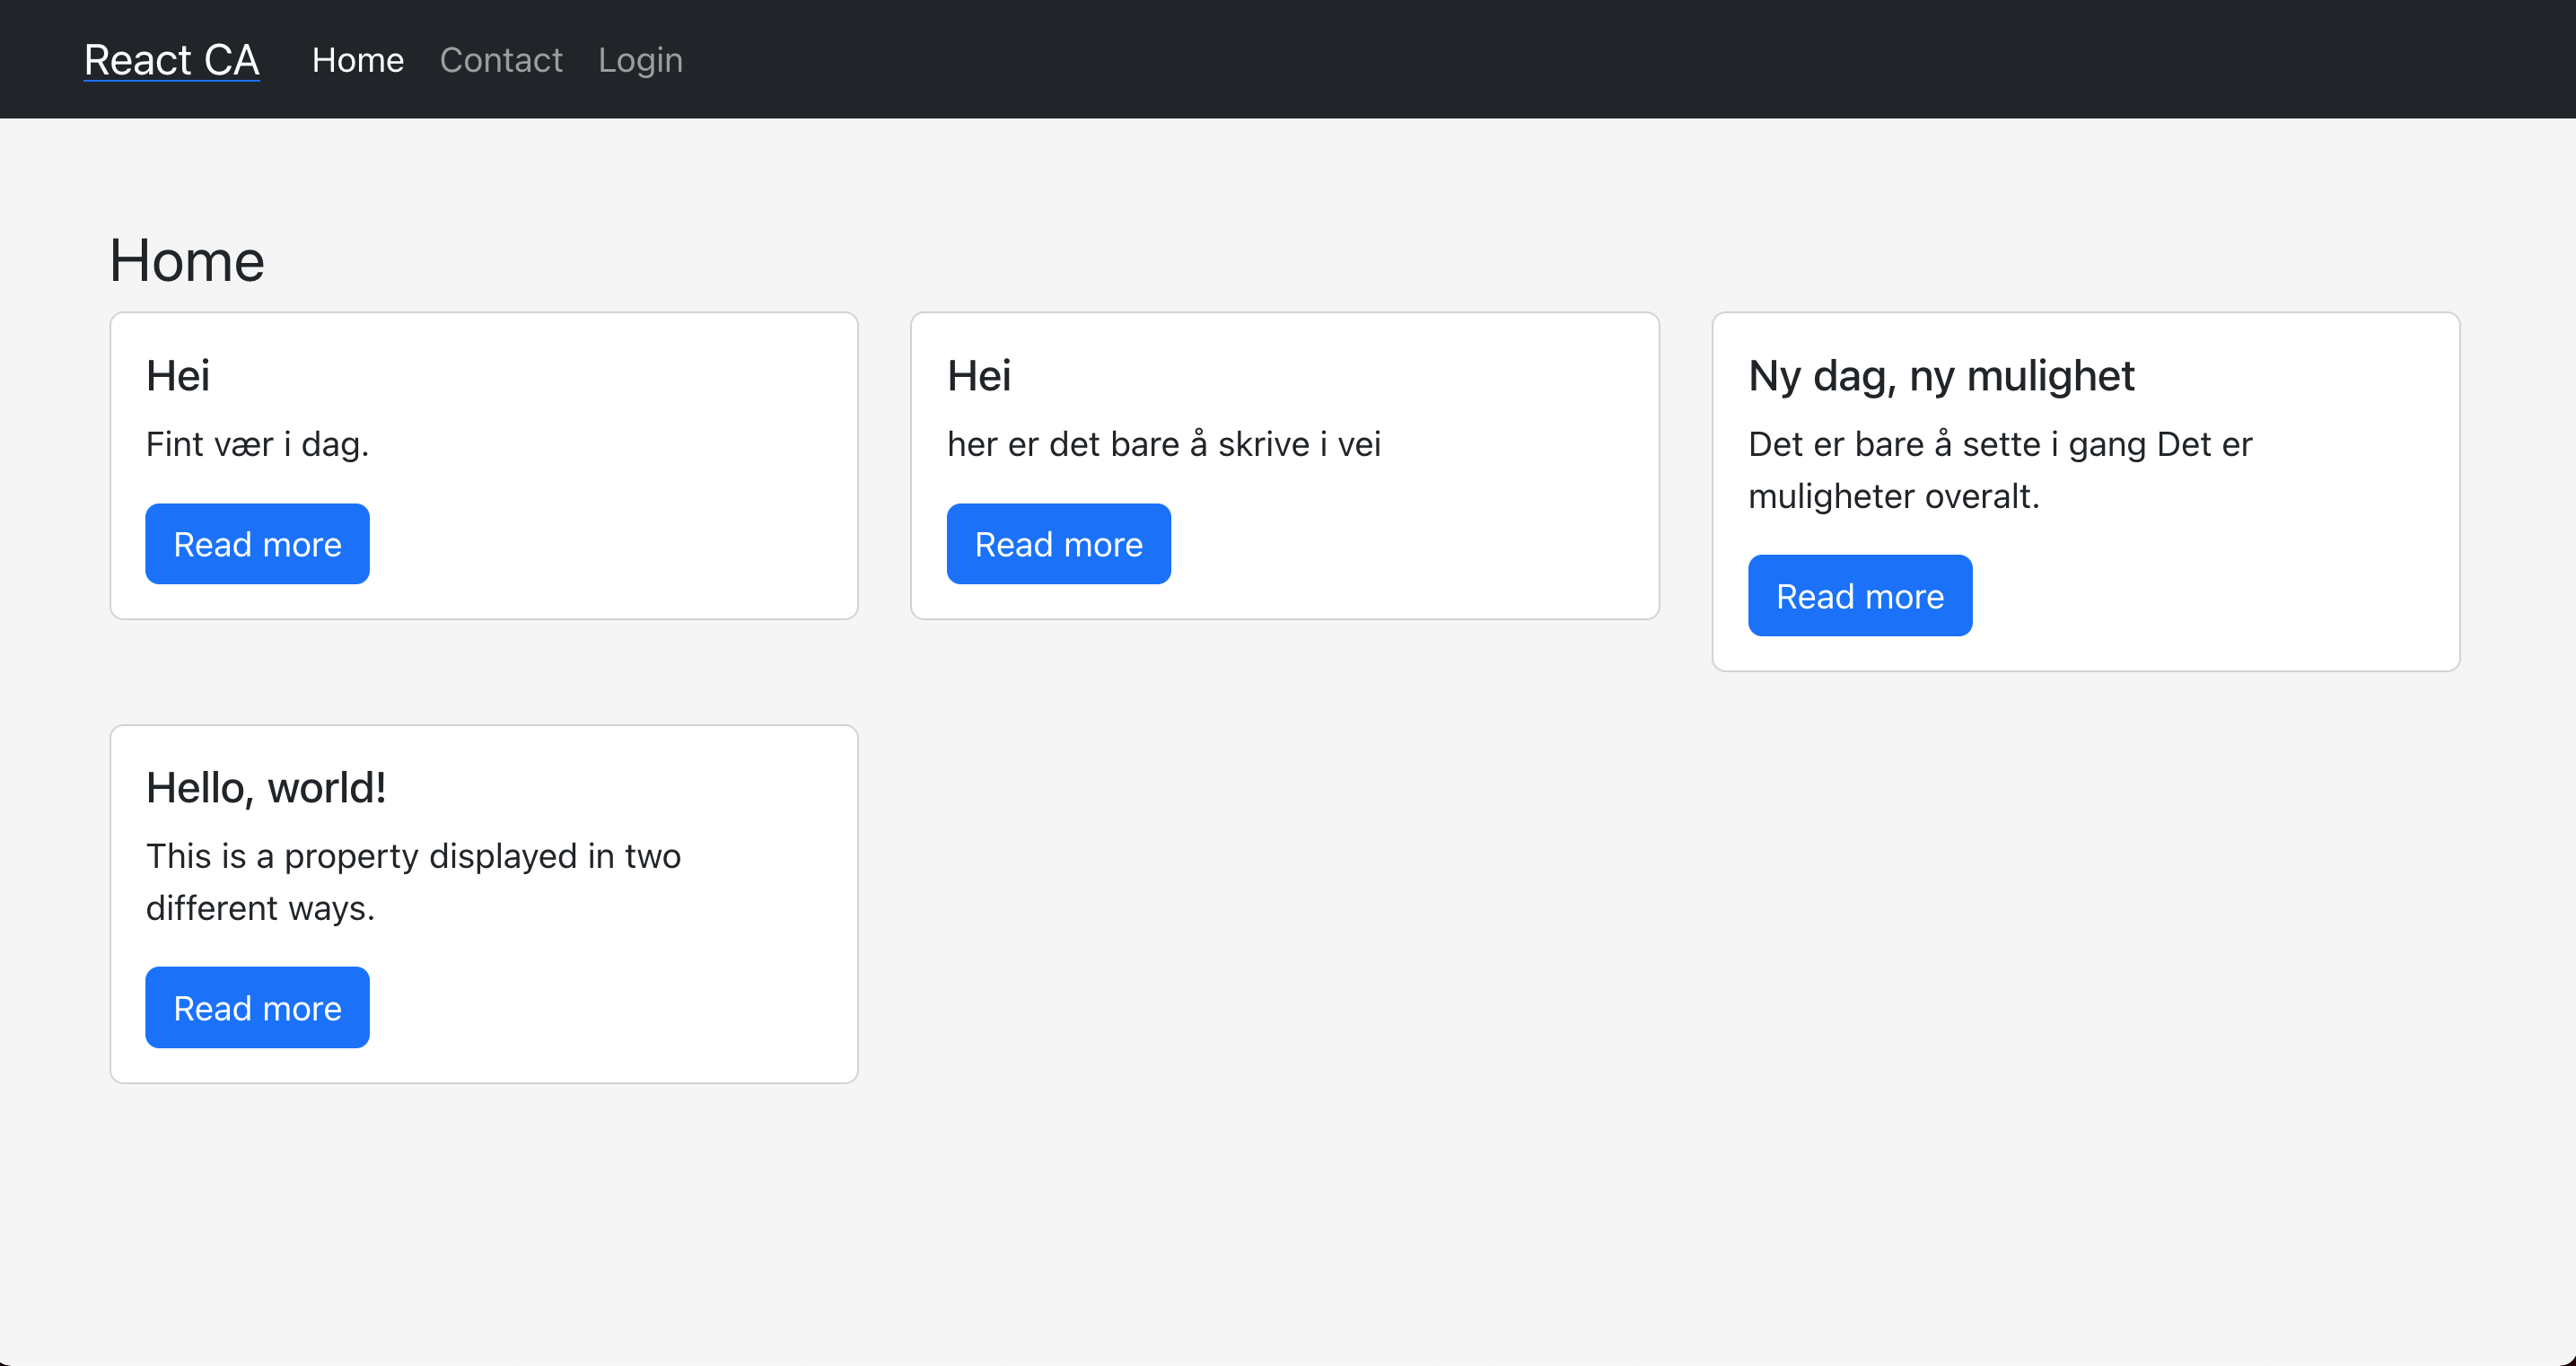 React CA Home Contact Login
Home
Hei
Fint vær i dag.
Read more
Hei
her er det bare å skrive i vei
Read more
Ny dag, ny mulighet
Det er bare å sette i gang Det er
muligheter overalt.
Read more
Hello, world!
This is a property displayed in two
different ways.
Read more